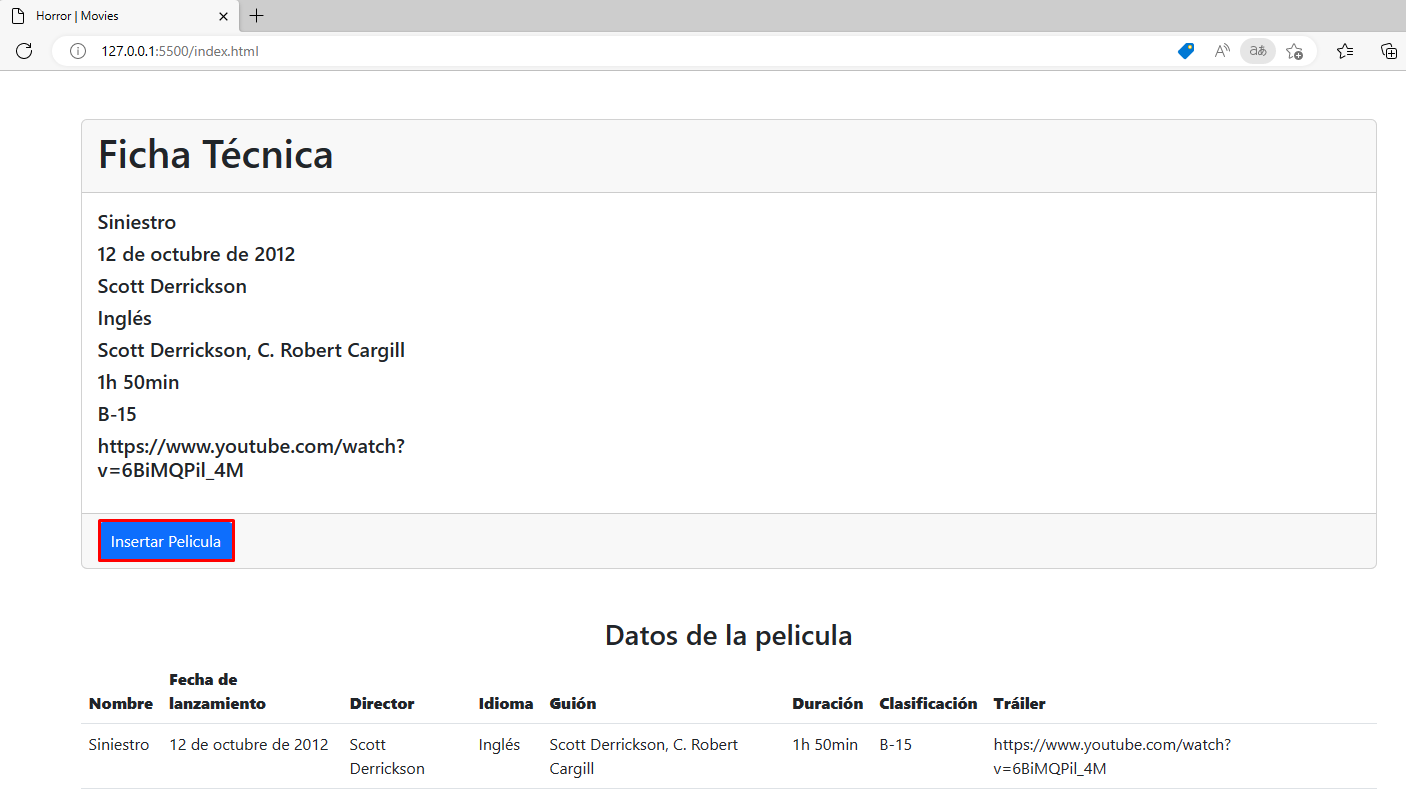 Horror | Movies
127.0.0.1:5500/index.html
Ficha Técnica
Siniestro
12 de octubre de 2012
Scott Derrickson
Inglés
Scott Derrickson, C. Robert Cargill
1h 50min
B-15
https://www.youtube.com/watch?
v=6BiMQPil_4M
Insertar Pelicula
Datos de la pelicula
Nombre Fecha de lanzamiento Director Idioma Guión Duración Clasificación Tráiler
Siniestro 12 de octubre de 2012 Scott Derrickson Inglés Scott Derrickson, C. Robert Cargill 1h 50min B-15 https://www.youtube.com/watch?v=6BiMQPil_4M